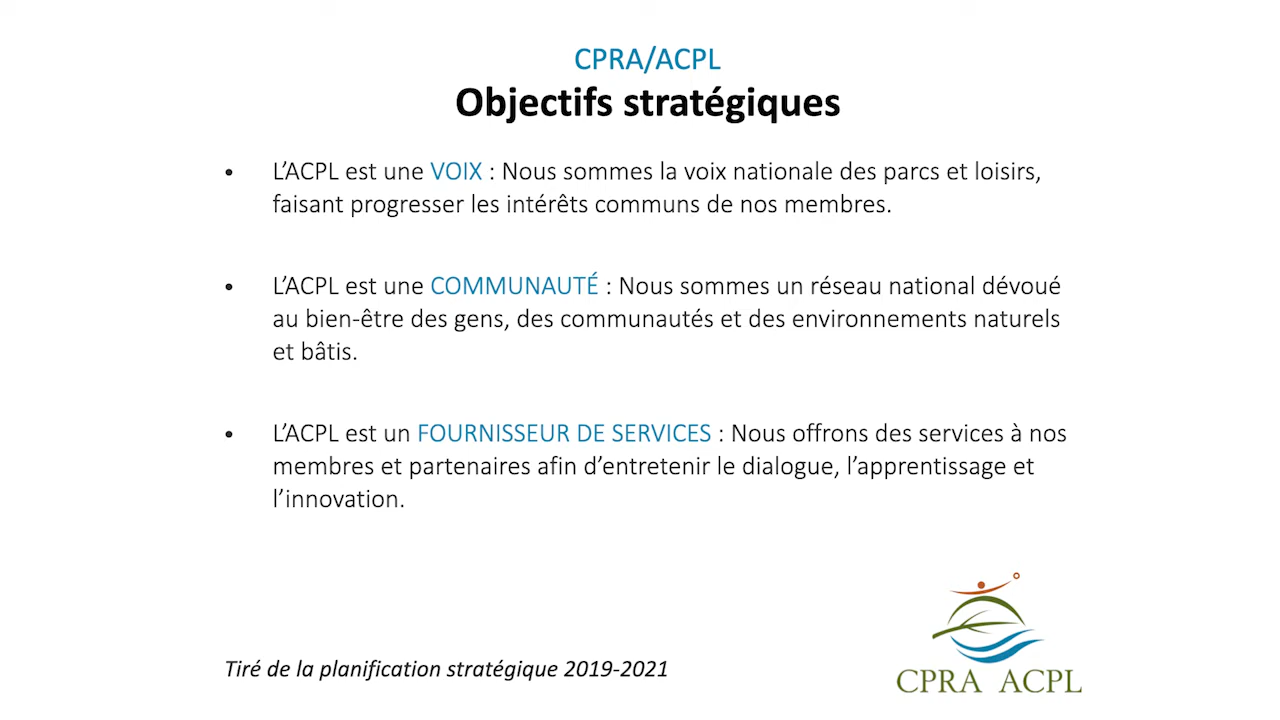 CPRA/ACPL
Objectifs stratégiques
• L’ACPL est une VOIX : Nous sommes la voix nationale des parcs et loisirs,
faisant progresser les intérêts communs de nos membres.
• L’ACPL est une COMMUNAUTÉ : Nous sommes un réseau national dévoué
au bien-être des gens, des communautés et des environnements naturels
et bâtis.
• L’ACPL est un FOURNISSEUR DE SERVICES : Nous offrons des services à nos
membres et partenaires afin d’entretenir le dialogue, l’apprentissage et
l’innovation.
Tiré de la planification stratégique 2019-2021
CPRA ACPL